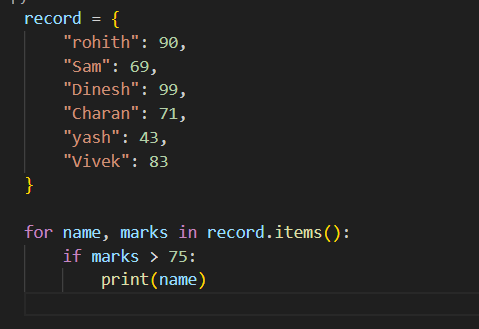 record = {
    "rohith": 90,
    "Sam": 69,
    "Dinesh": 99,
    "Charan": 71,
    "yash": 43,
    "Vivek": 83
}

for name, marks in record.items():
    if marks > 75:
        print(name)